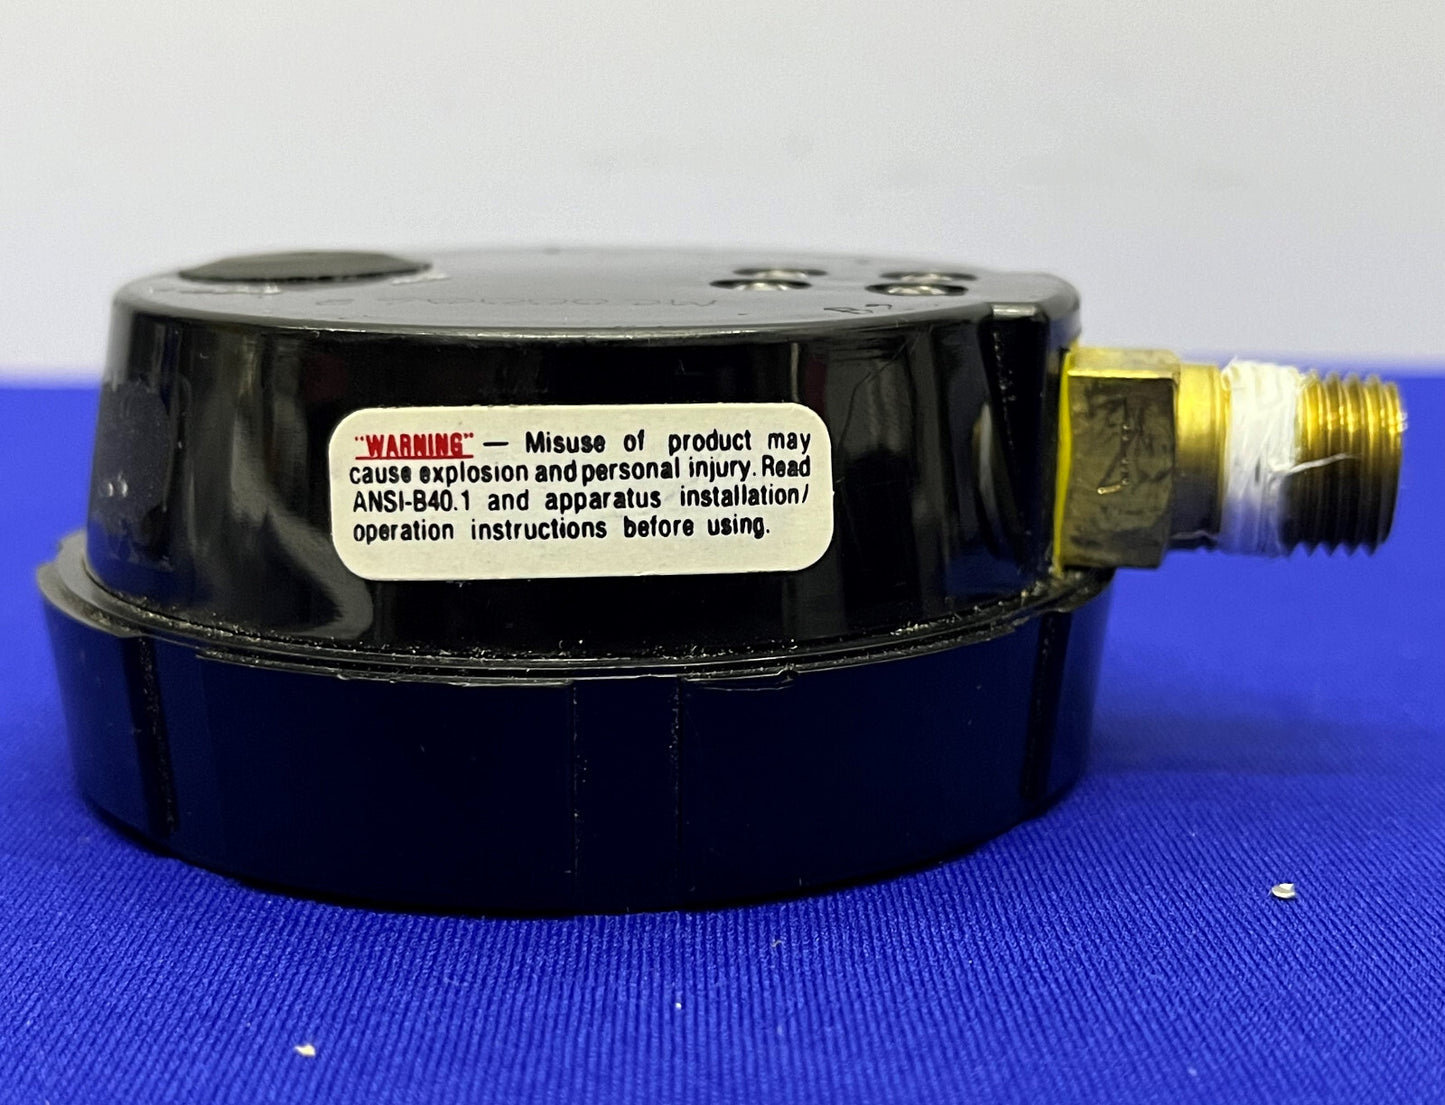 "WARNING" — Misuse of product may
cause explosion and personal injury. Read
ANSI-B40.1 and apparatus installation/
operation instructions before using.